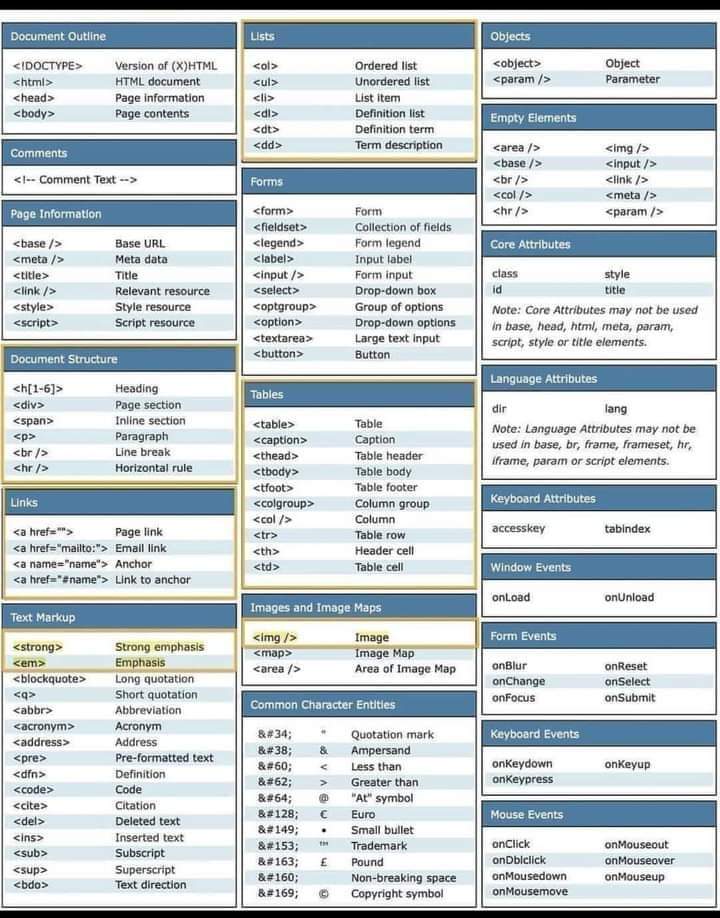 Document Outline
<!DOCTYPE> Version of (X)HTML
<html> HTML document
<head> Page information
<body> Page contents
Comments
<!-- Comment Text -->
Page Information
<base /> Base URL
<meta /> Meta data
<title> Title
<link /> Relevant resource
<style> Style resource
<script> Script resource
Document Structure
<h[1-6]> Heading
<div> Page section
<span> Inline section
<p> Paragraph
<br /> Line break
<hr /> Horizontal rule
Links
<a href=""> Page link
<a href="mailto:"> Email link
<a name="name"> Anchor
<a href="#name"> Link to anchor
Text Markup
<strong> Strong emphasis
<em> Emphasis
<blockquote> Long quotation
<q> Short quotation
<abbr> Abbreviation
<acronym> Acronym
<address> Address
<pre> Pre-formatted text
<dfn> Definition
<code> Code
<cite> Citation
<del> Deleted text
<ins> Inserted text
<sub> Subscript
<sup> Superscript
<bdo> Text direction
Lists
<ol> Ordered list
<ul> Unordered list
<li> List item
<dl> Definition list
<dt> Definition term
<dd> Term description
Forms
<form> Form
<fieldset> Collection of fields
<legend> Form legend
<label> Input label
<input /> Form input
<select> Drop-down box
<optgroup> Group of options
<option> Drop-down options
<textarea> Large text input
<button> Button
Tables
<table> Table
<caption> Caption
<thead> Table header
<tbody> Table body
<tfoot> Table footer
<colgroup> Column group
<col /> Column
<tr> Table row
<th> Header cell
<td> Table cell
Images and Image Maps
<img /> Image
<map> Image Map
<area /> Area of Image Map
Common Character Entities
&#34; " Quotation mark
&#38; & Ampersand
&#60; < Less than
&#62; > Greater than
&#64; @ "At" symbol
&#128; € Euro
&#149; • Small bullet
&#153; ™ Trademark
&#163; £ Pound
&#160; Non-breaking space
&#169; © Copyright symbol
Objects
<object> Object
<param /> Parameter
Empty Elements
<area /> <img />
<base /> <input />
<br /> <link />
<col /> <meta />
<hr /> <param />
Core Attributes
class style
id title
Note: Core Attributes may not be used
in base, head, html, meta, param,
script, style or title elements.
Language Attributes
dir lang
Note: Language Attributes may not be
used in base, br, frame, frameset, hr,
iframe, param or script elements.
Keyboard Attributes
accesskey tabindex
Window Events
onLoad onUnload
Form Events
onBlur onReset
onChange onSelect
onFocus onSubmit
Keyboard Events
onKeydown onKeyup
onKeypress
Mouse Events
onClick onMouseout
onDblclick onMouseover
onMousedown onMouseup
onMousemove